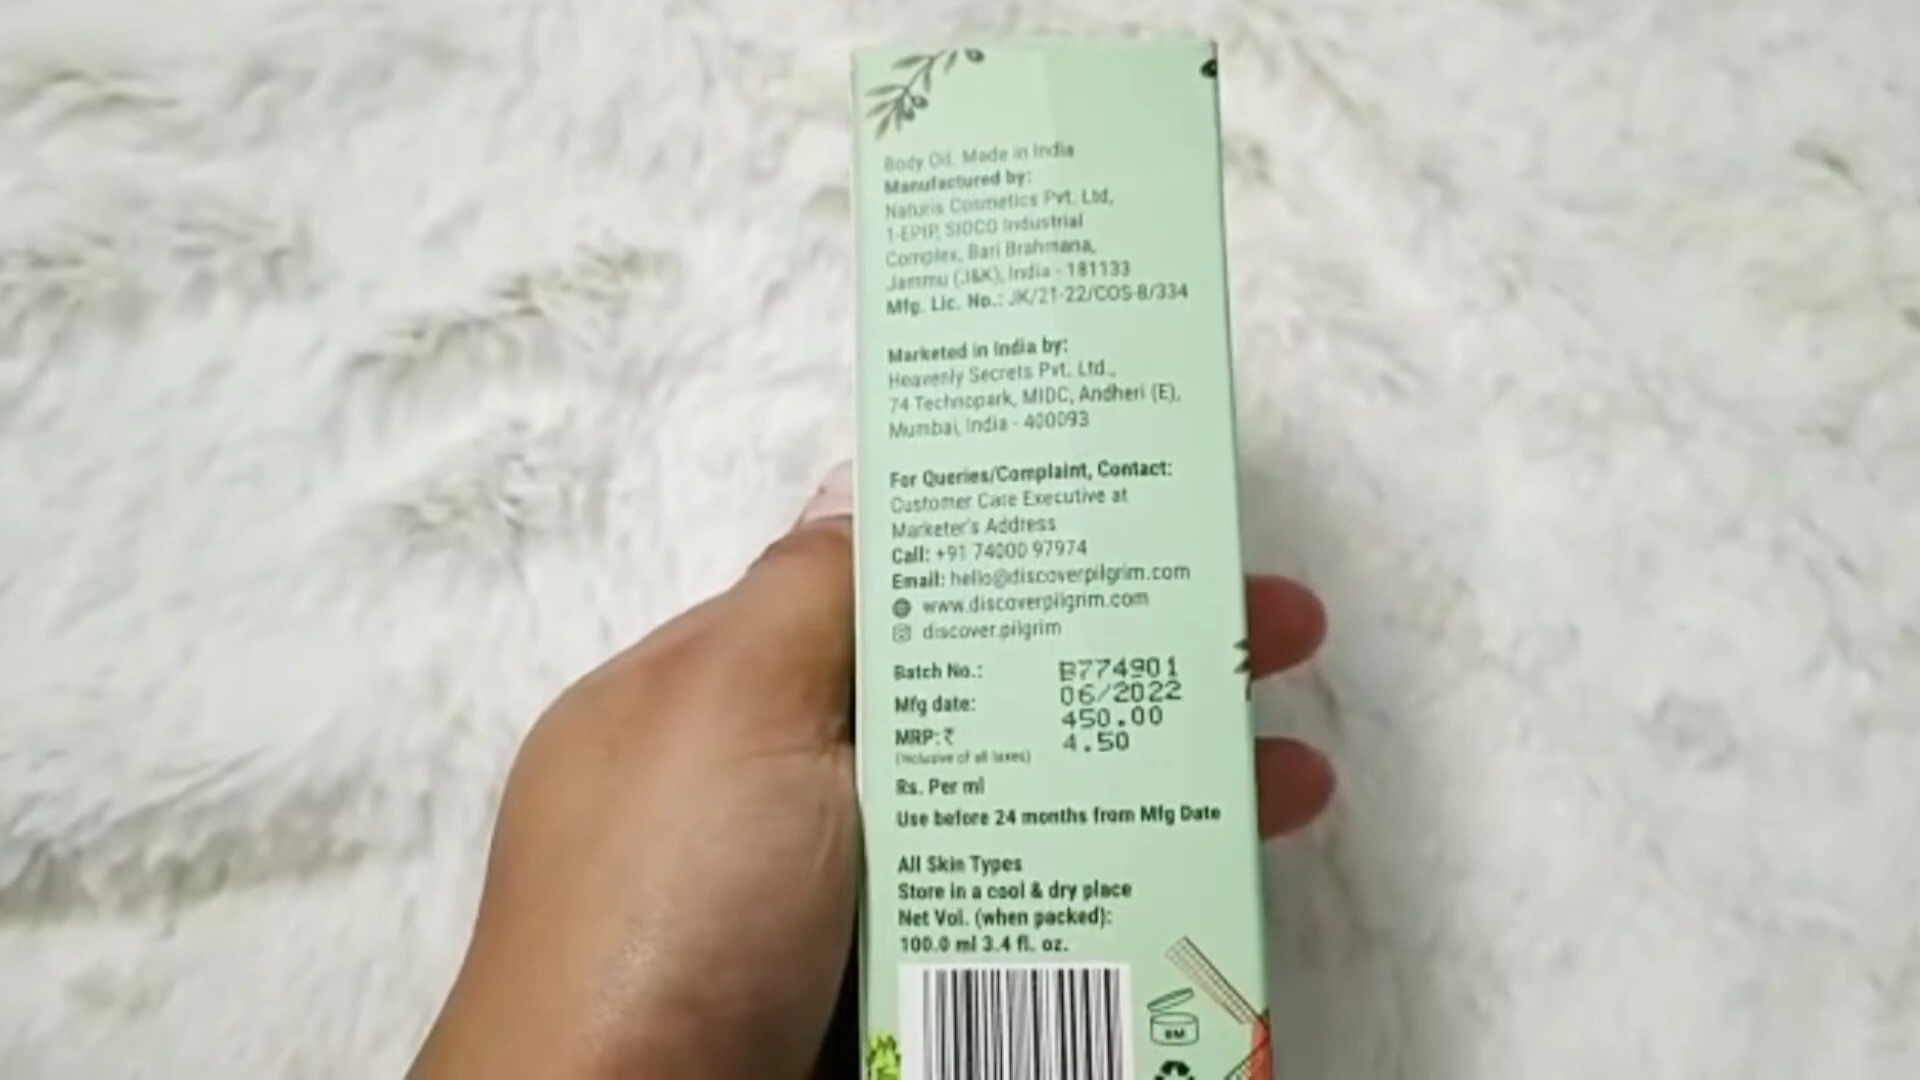 Body Oil. Made in India
Manufactured by:
Naturis Cosmetics Pvt. Ltd,
1-EPIP, SIDCO Industrial
Complex, Bari Brahmana,
Jammu (J&K), India - 181133
Mfg. Lic. No.: JK/21-22/COS-8/334
Marketed in India by:
Heavenly Secrets Pvt. Ltd.,
74 Technopark, MIDC, Andheri (E),
Mumbai, India - 400093
For Queries/Complaint, Contact:
Customer Care Executive at
Marketer's Address
Call: +91 74000 97974
Email: hello@discoverpilgrim.com
www.discoverpilgrim.com
discover.pilgrim
Batch No.: B774901
Mfg date: 06/2022
MRP: ₹ 450.00
(Inclusive of all taxes)
Rs. Per ml 4.50
Use before 24 months from Mfg Date
All Skin Types
Store in a cool & dry place
Net Vol. (when packed):
100.0 ml 3.4 fl. oz.